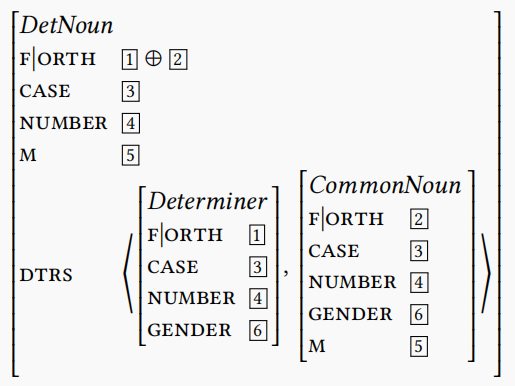 DetNoun
F|ORTH 1 ⊕ 2
CASE 3
NUMBER 4
M 5
DTRS ⟨ Determiner
F|ORTH 1
CASE 3
NUMBER 4
GENDER 6
,
CommonNoun
F|ORTH 2
CASE 3
NUMBER 4
GENDER 6
M 5
⟩